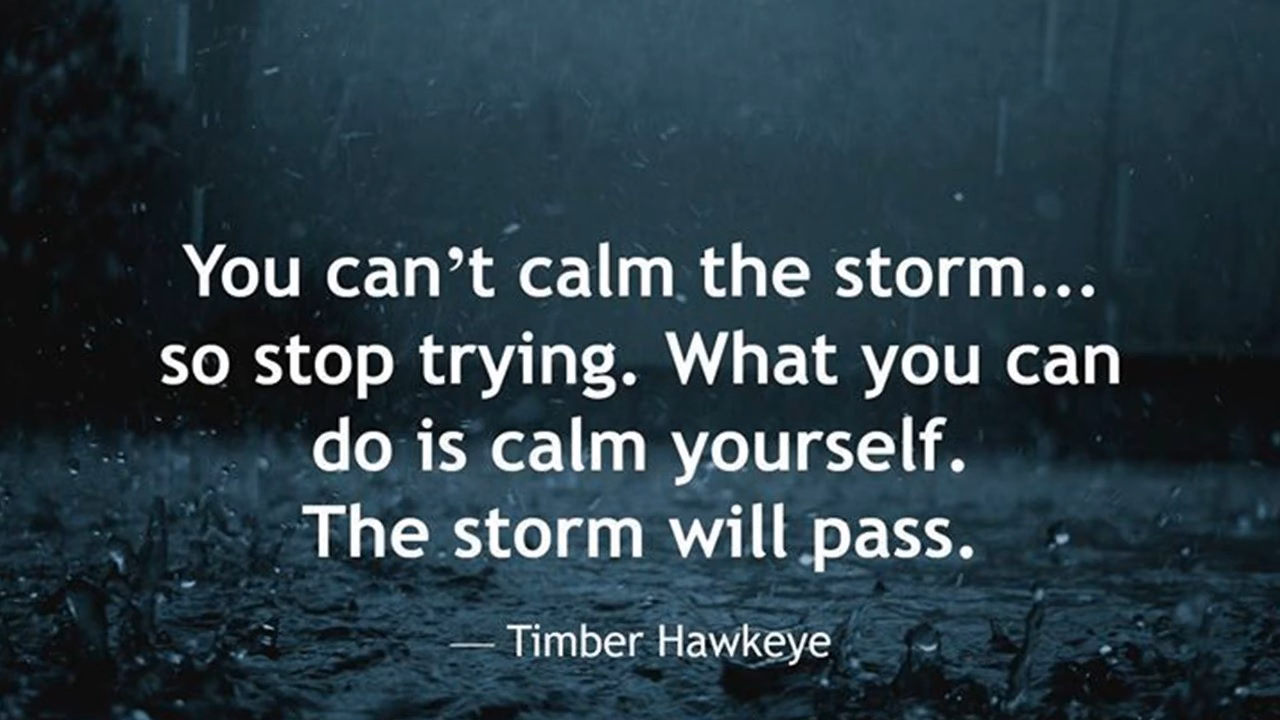 You can’t calm the storm...
so stop trying. What you can
do is calm yourself.
The storm will pass.
— Timber Hawkeye